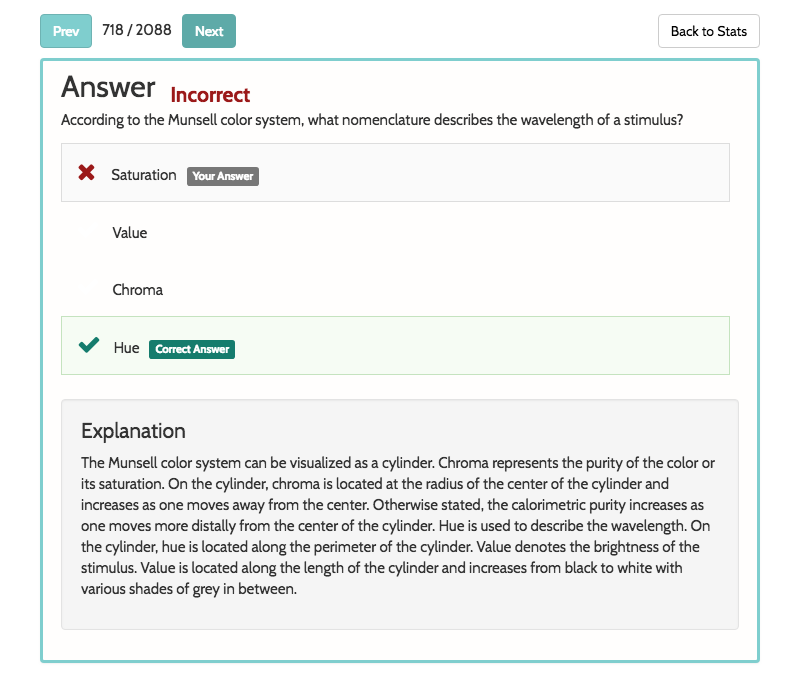 Prev 718 / 2088 Next Back to Stats
Answer Incorrect
According to the Munsell color system, what nomenclature describes the wavelength of a stimulus?
Saturation Your Answer
Value
Chroma
Hue Correct Answer
Explanation
The Munsell color system can be visualized as a cylinder. Chroma represents the purity of the color or
its saturation. On the cylinder, chroma is located at the radius of the center of the cylinder and
increases as one moves away from the center. Otherwise stated, the calorimetric purity increases as
one moves more distally from the center of the cylinder. Hue is used to describe the wavelength. On
the cylinder, hue is located along the perimeter of the cylinder. Value denotes the brightness of the
stimulus. Value is located along the length of the cylinder and increases from black to white with
various shades of grey in between.